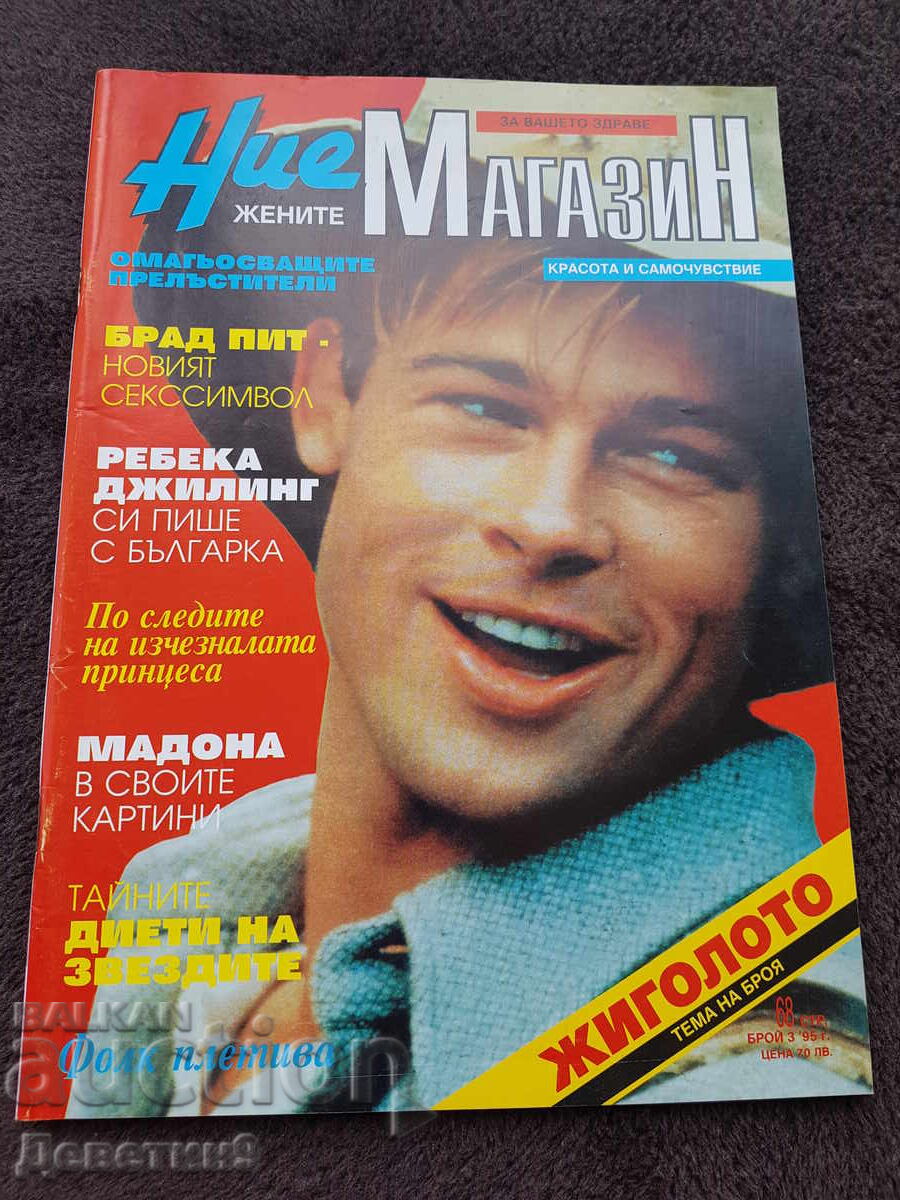 ЗА ВАШЕТО ЗДРАВЕ
Ние МАГАЗИН
ЖЕНИТЕ
КРАСОТА И САМОЧУВСТВИЕ
ОМАГЬОСВАЩИТЕ
ПРЕЛЪСТИТЕЛИ
БРАД ПИТ -
НОВИЯТ
СЕКССИМВОЛ
РЕБЕКА
ДЖИЛИНГ
СИ ПИШЕ
С БЪЛГАРКА
По следите
на изчезналата
принцеса
МАДОНА
В СВОИТЕ
КАРТИНИ
ТАЙНИТЕ
ДИЕТИ НА
ЗВЕЗДИТЕ
Фолк плетива
ЖИГОЛОТО
ТЕМА НА БРОЯ
68 СТР.
БРОЙ 3 '95 г.
ЦЕНА 70 ЛВ.
BALKAN
auction
Деветин9